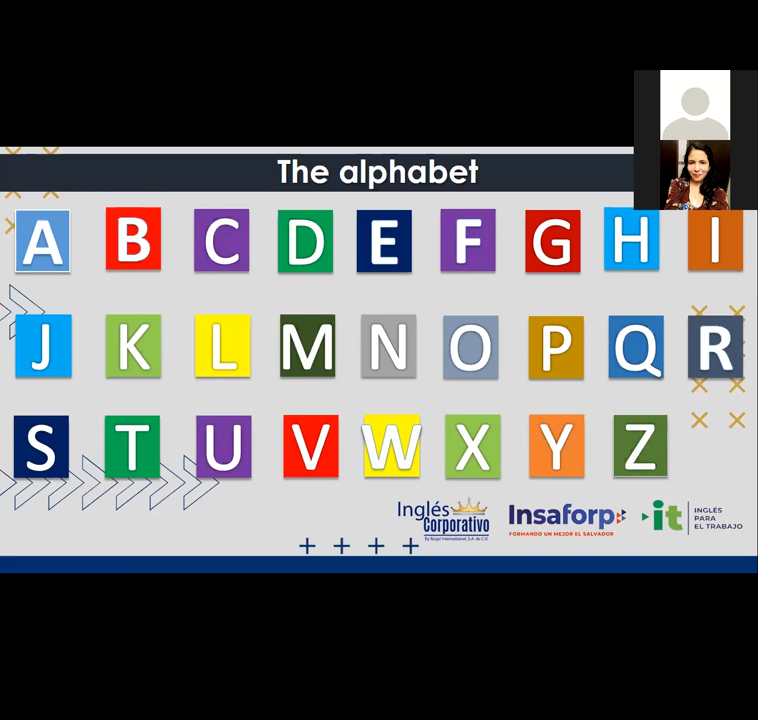 The alphabet
A B C D E F G H I
J K L M N O P Q R
S T U V W X Y Z
Inglés
Corporativo
Insaforp
FORMANDO UN MEJOR EL SALVADOR
it
INGLÉS
PARA
EL TRABAJO